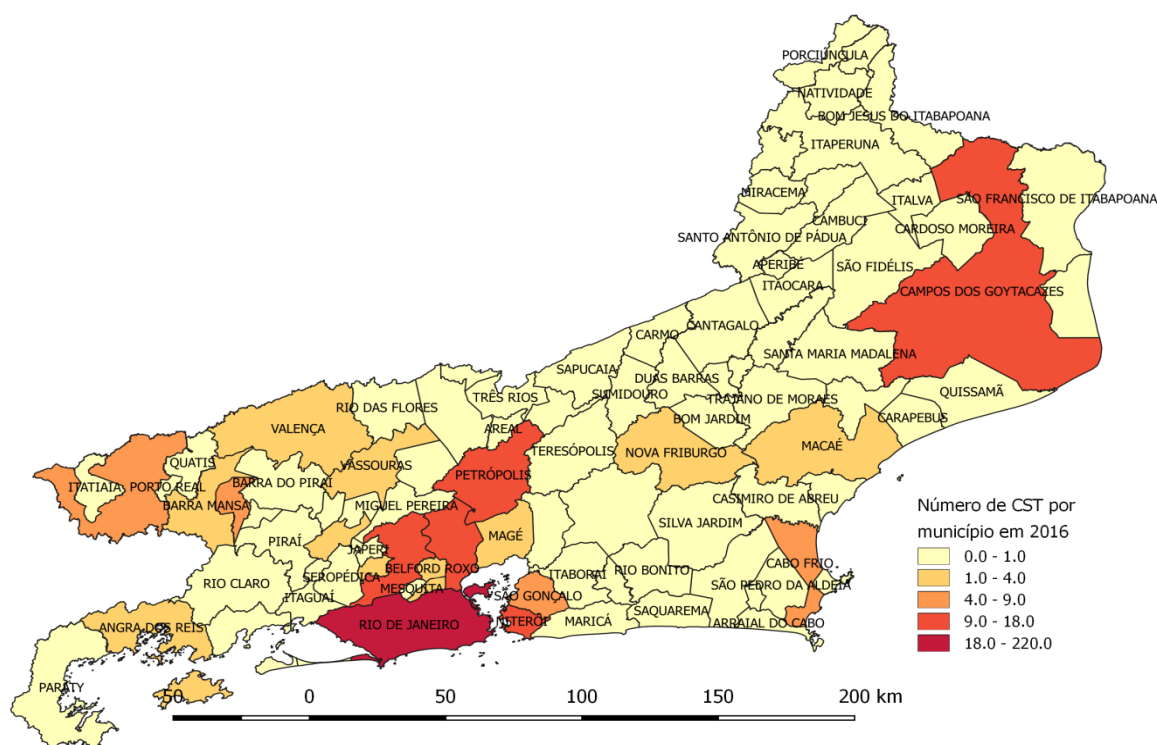 PORCIÚNCULA
NATIVIDADE
BOM JESUS DO ITABAPOANA
ITAPERUNA
MIRACEMA
ITALVA
SÃO FRANCISCO DE ITABAPOANA
CAMBUCI
CARDOSO MOREIRA
SANTO ANTÔNIO DE PÁDUA
APERIBÉ
SÃO FIDÉLIS
ITAOCARA
CAMPOS DOS GOYTACAZES
CARMO
CANTAGALO
SANTA MARIA MADALENA
SAPUCAIA
DUAS BARRAS
SUMIDOURO
TRÊS RIOS
TRAJANO DE MORAES
QUISSAMÃ
RIO DAS FLORES
BOM JARDIM
CARAPEBUS
VALENÇA
AREAL
TERESÓPOLIS
NOVA FRIBURGO
MACAÉ
QUATIS
VASSOURAS
PETRÓPOLIS
ITATIAIA
PORTO REAL
BARRA DO PIRAÍ
BARRA MANSA
MIGUEL PEREIRA
CASIMIRO DE ABREU
Número de CST por
município em 2016
0.0 - 1.0
1.0 - 4.0
4.0 - 9.0
9.0 - 18.0
18.0 - 220.0
SILVA JARDIM
MAGÉ
PIRAÍ
JAPERI
CABO FRIO
BELFORD ROXO
RIO CLARO
SEROPÉDICA
ITABORAÍ
RIO BONITO
MESQUITA
SÃO PEDRO DA ALDEIA
ITAGUAÍ
SÃO GONÇALO
SAQUAREMA
ANGRA DOS REIS
RIO DE JANEIRO
MARICÁ
ARRAIAL DO CABO
PARATY
50 0 50 100 150 200 km